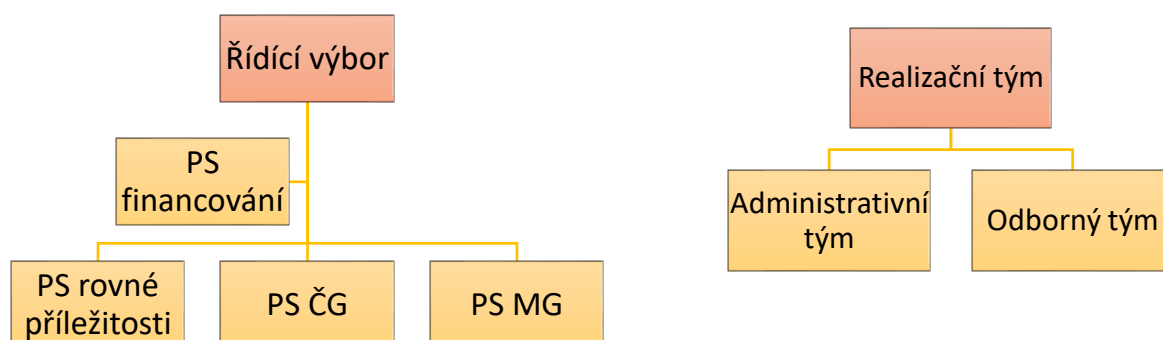 Řídící výbor
PS
financování
PS rovné
příležitosti
PS ČG
PS MG
Realizační tým
Administrativní
tým
Odborný tým